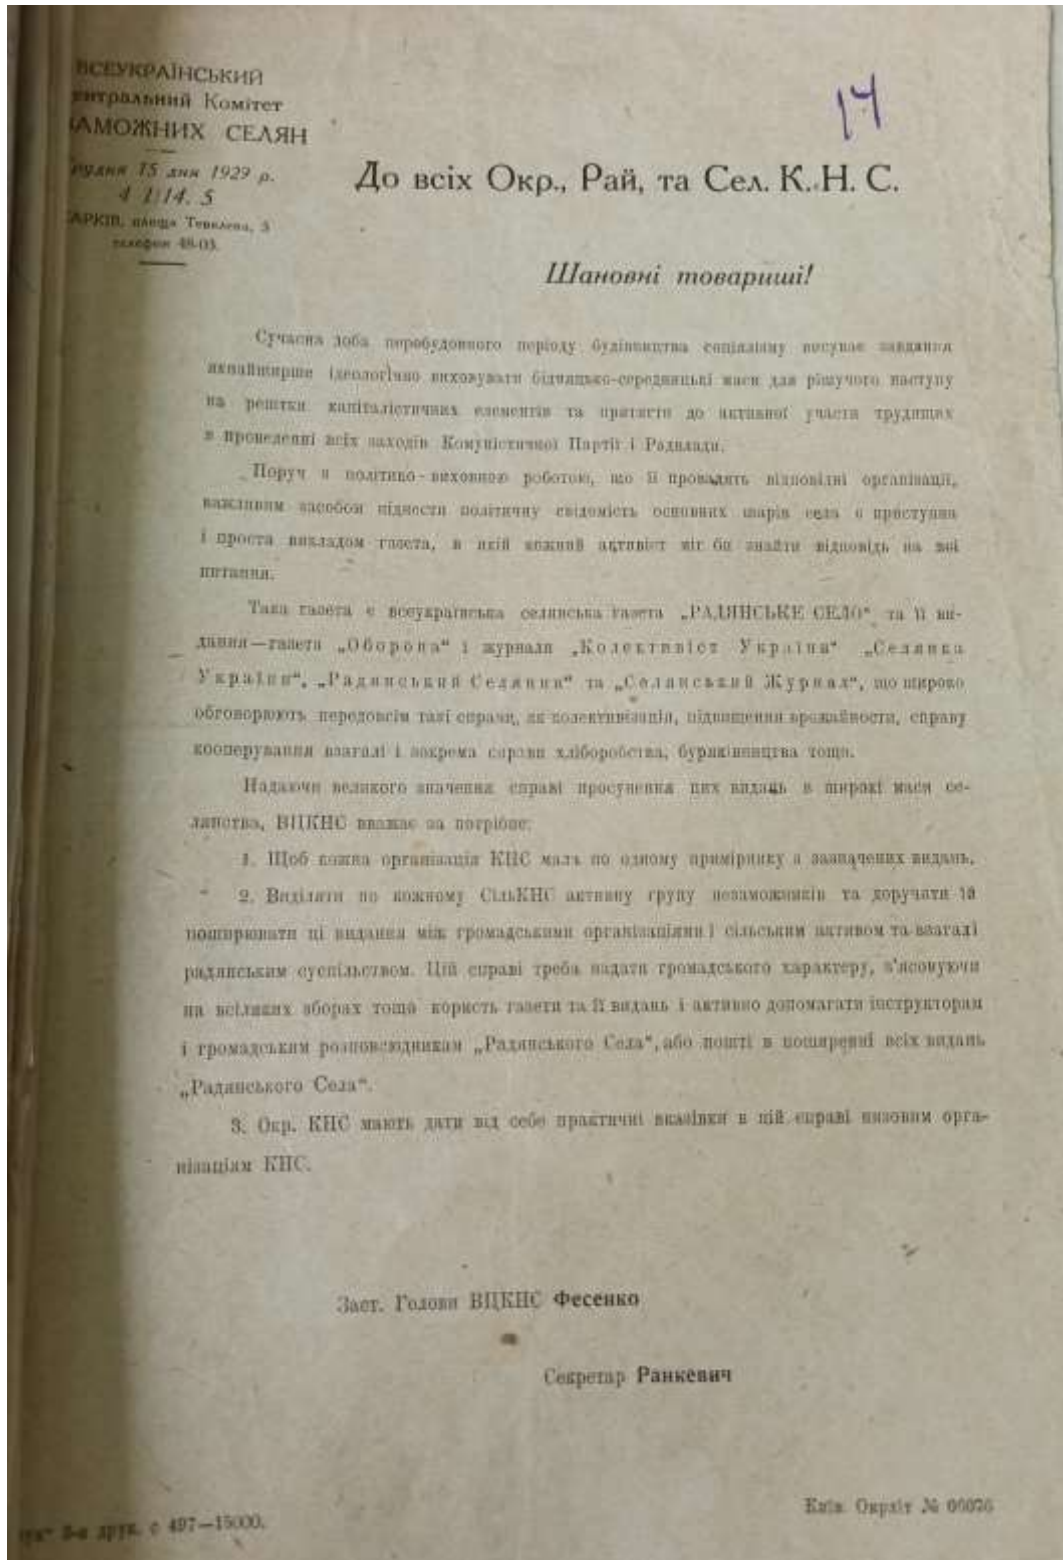 ВСЕУКРАЇНСЬКИЙ
ентральний Комітет
АМОЖНИХ СЕЛЯН
рудня 15 дня 1929 р.
4 1/14. 5
АРКІВ, площа Тевелева, 3
телефон 48-03.
14
До всіх Окр., Рай, та Сел. К. Н. С.
Шановні товариші!
Сучасна доба перебудовного періоду будівництва соціялізму висуває завдання
якнайширше ідеологічно виховувати бідняцько-середняцькі маси для рішучого наступу
на рештки капіталістичних елементів та притягти до активної участи трудящих
в проведенні всіх заходів Комуністичної Партії і Радвлади.
Поруч з політико-виховною роботою, що її провадять відповідні організації,
важливим засобом піднести політичну свідомість основних шарів села є приступна
і проста викладом газета, в якій кожний активіст міг би знайти відповідь на всі
питання.
Така газета є всеукраїнська селянська газета „РАДЯНСЬКЕ СЕЛО“ та її ви-
дання—газета „Оборона“ і журнали „Колективіст України“ „Селянка
України“, „Радянський Селянин“ та „Селянський Журнал“, що широко
обговорюють передовсім такі справи, як колективізація, підвищення врожайности, справу
кооперування взагалі і зокрема справи хліборобства, буряківництва тощо.
Надаючи великого значення справі просунення цих видань в широкі маси се-
лянства, ВЦКНС вважає за потрібне:
1. Щоб кожна організація КНС мала по одному примірнику з зазначених видань.
2. Виділити по кожному СільКНС активну групу незаможників та доручати їй
поширювати ці видання між громадськими організаціями і сільським активом та взагалі
радянським суспільством. Цій справі треба надати громадського характеру, з'ясовуючи
на всіляких зборах тощо користь газети та її видань і активно допомагати інструкторам
і громадським розповсюдникам „Радянського Села“, або пошті в поширенні всіх видань
„Радянського Села“.
3. Окр. КНС мають дати від себе практичні вказівки в цій справі низовим орга-
нізаціям КНС.
Заст. Голови ВЦКНС Фесенко
Секретар Ранкевич
Київ. Окрліт №
3-я друк. с 497—15000.